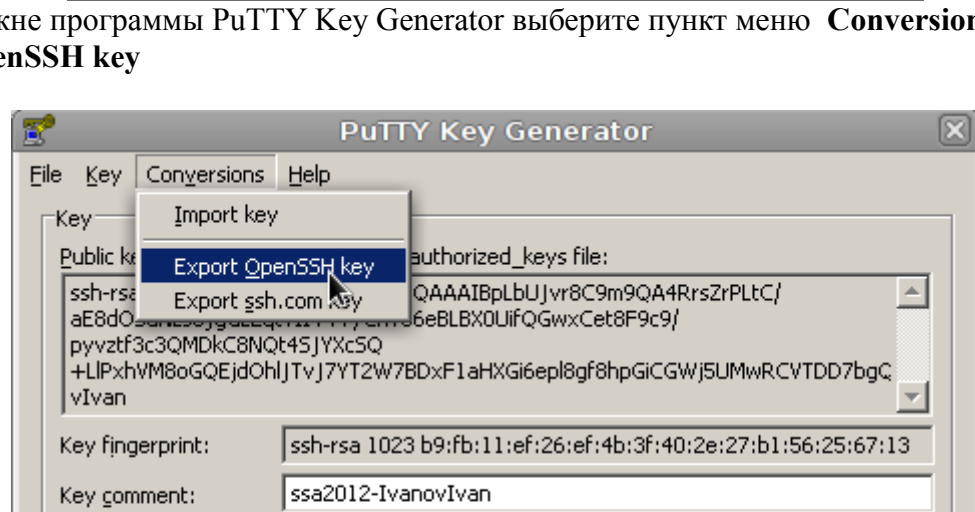 окне программы PuTTY Key Generator выберите пункт меню Conversion
enSSH key
PuTTY Key Generator
File Key Conversions Help
Import key
Export OpenSSH key
Export ssh.com key
Key
Public authorized_keys file:
ssh-rsa QAAAIBpLbUJvr8C9m9QA4RrsZrPLtC/
6eBLBX0UifQGwxCet8F9c9/
pyvztf3c3QMDkC8NQt45JYXc5Q
+LlPxhVM8oGQEjdOhlJTvJ7YT2W7BDxF1aHXGi6epl8gf8hpGiCGWj5UMwRCVTDD7bgQ
vIvan
Key fingerprint: ssh-rsa 1023 b9:fb:11:ef:26:ef:4b:3f:40:2e:27:b1:56:25:67:13
Key comment: ssa2012-IvanovIvan